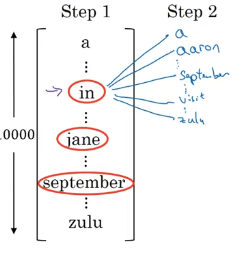 Step 1 Step 2
a
a
aaron
in
September
visit
zulu
10000
jane
september
zulu